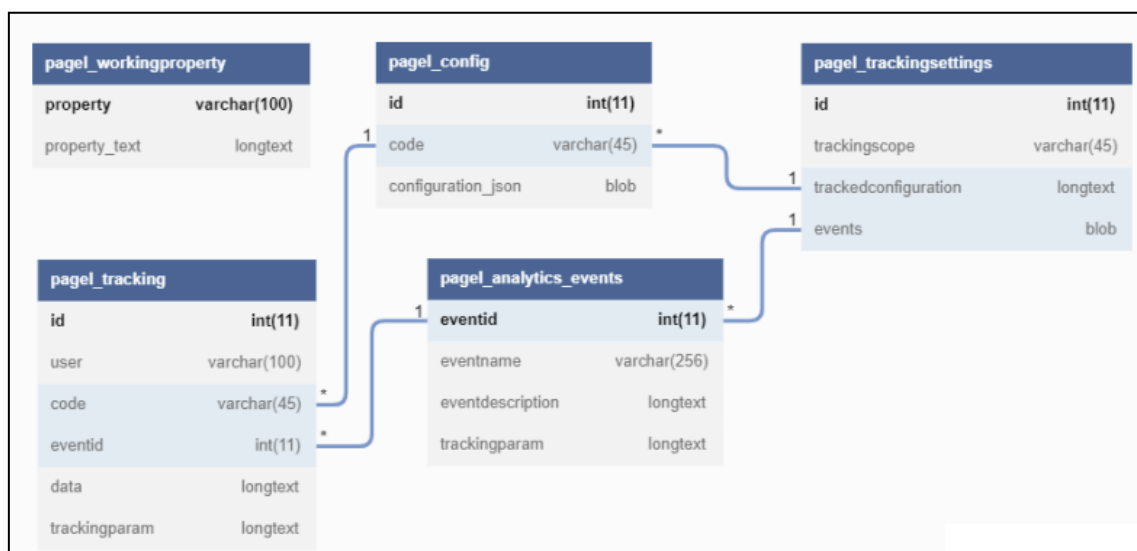 pagel_workingproperty
property varchar(100)
property_text longtext
pagel_config
id int(11)
1 code varchar(45) *
configuration_json blob
pagel_trackingsettings
id int(11)
trackingscope varchar(45)
1 trackedconfiguration longtext
1 events blob
pagel_tracking
id int(11)
user varchar(100)
code varchar(45) *
eventid int(11) *
data longtext
trackingparam longtext
pagel_analytics_events
1 eventid int(11) *
eventname varchar(256)
eventdescription longtext
trackingparam longtext